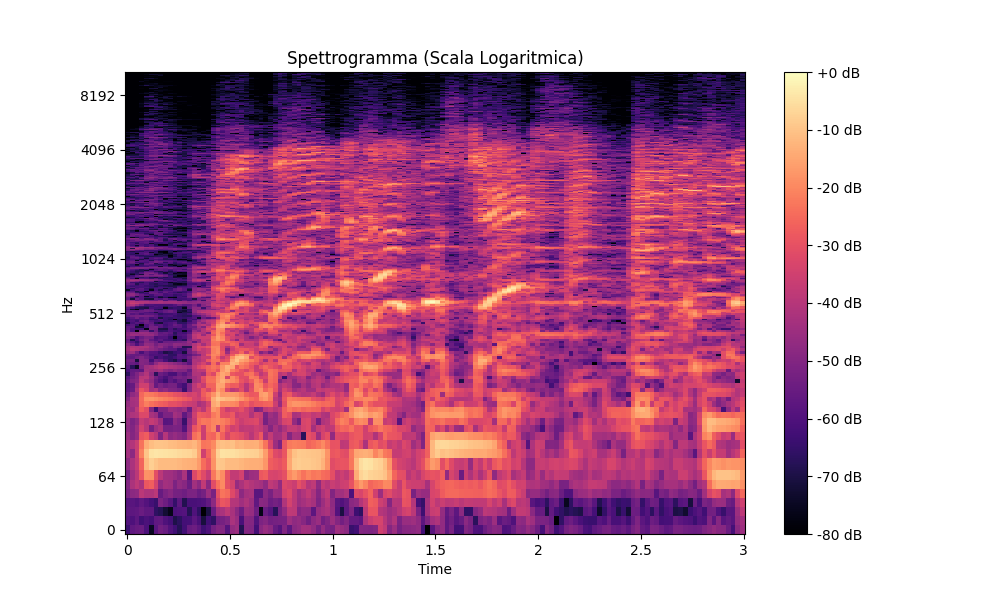 Spettrogramma (Scala Logaritmica)
Hz
8192
4096
2048
1024
512
256
128
64
0
0 0.5 1 1.5 2 2.5 3
Time
+0 dB
-10 dB
-20 dB
-30 dB
-40 dB
-50 dB
-60 dB
-70 dB
-80 dB